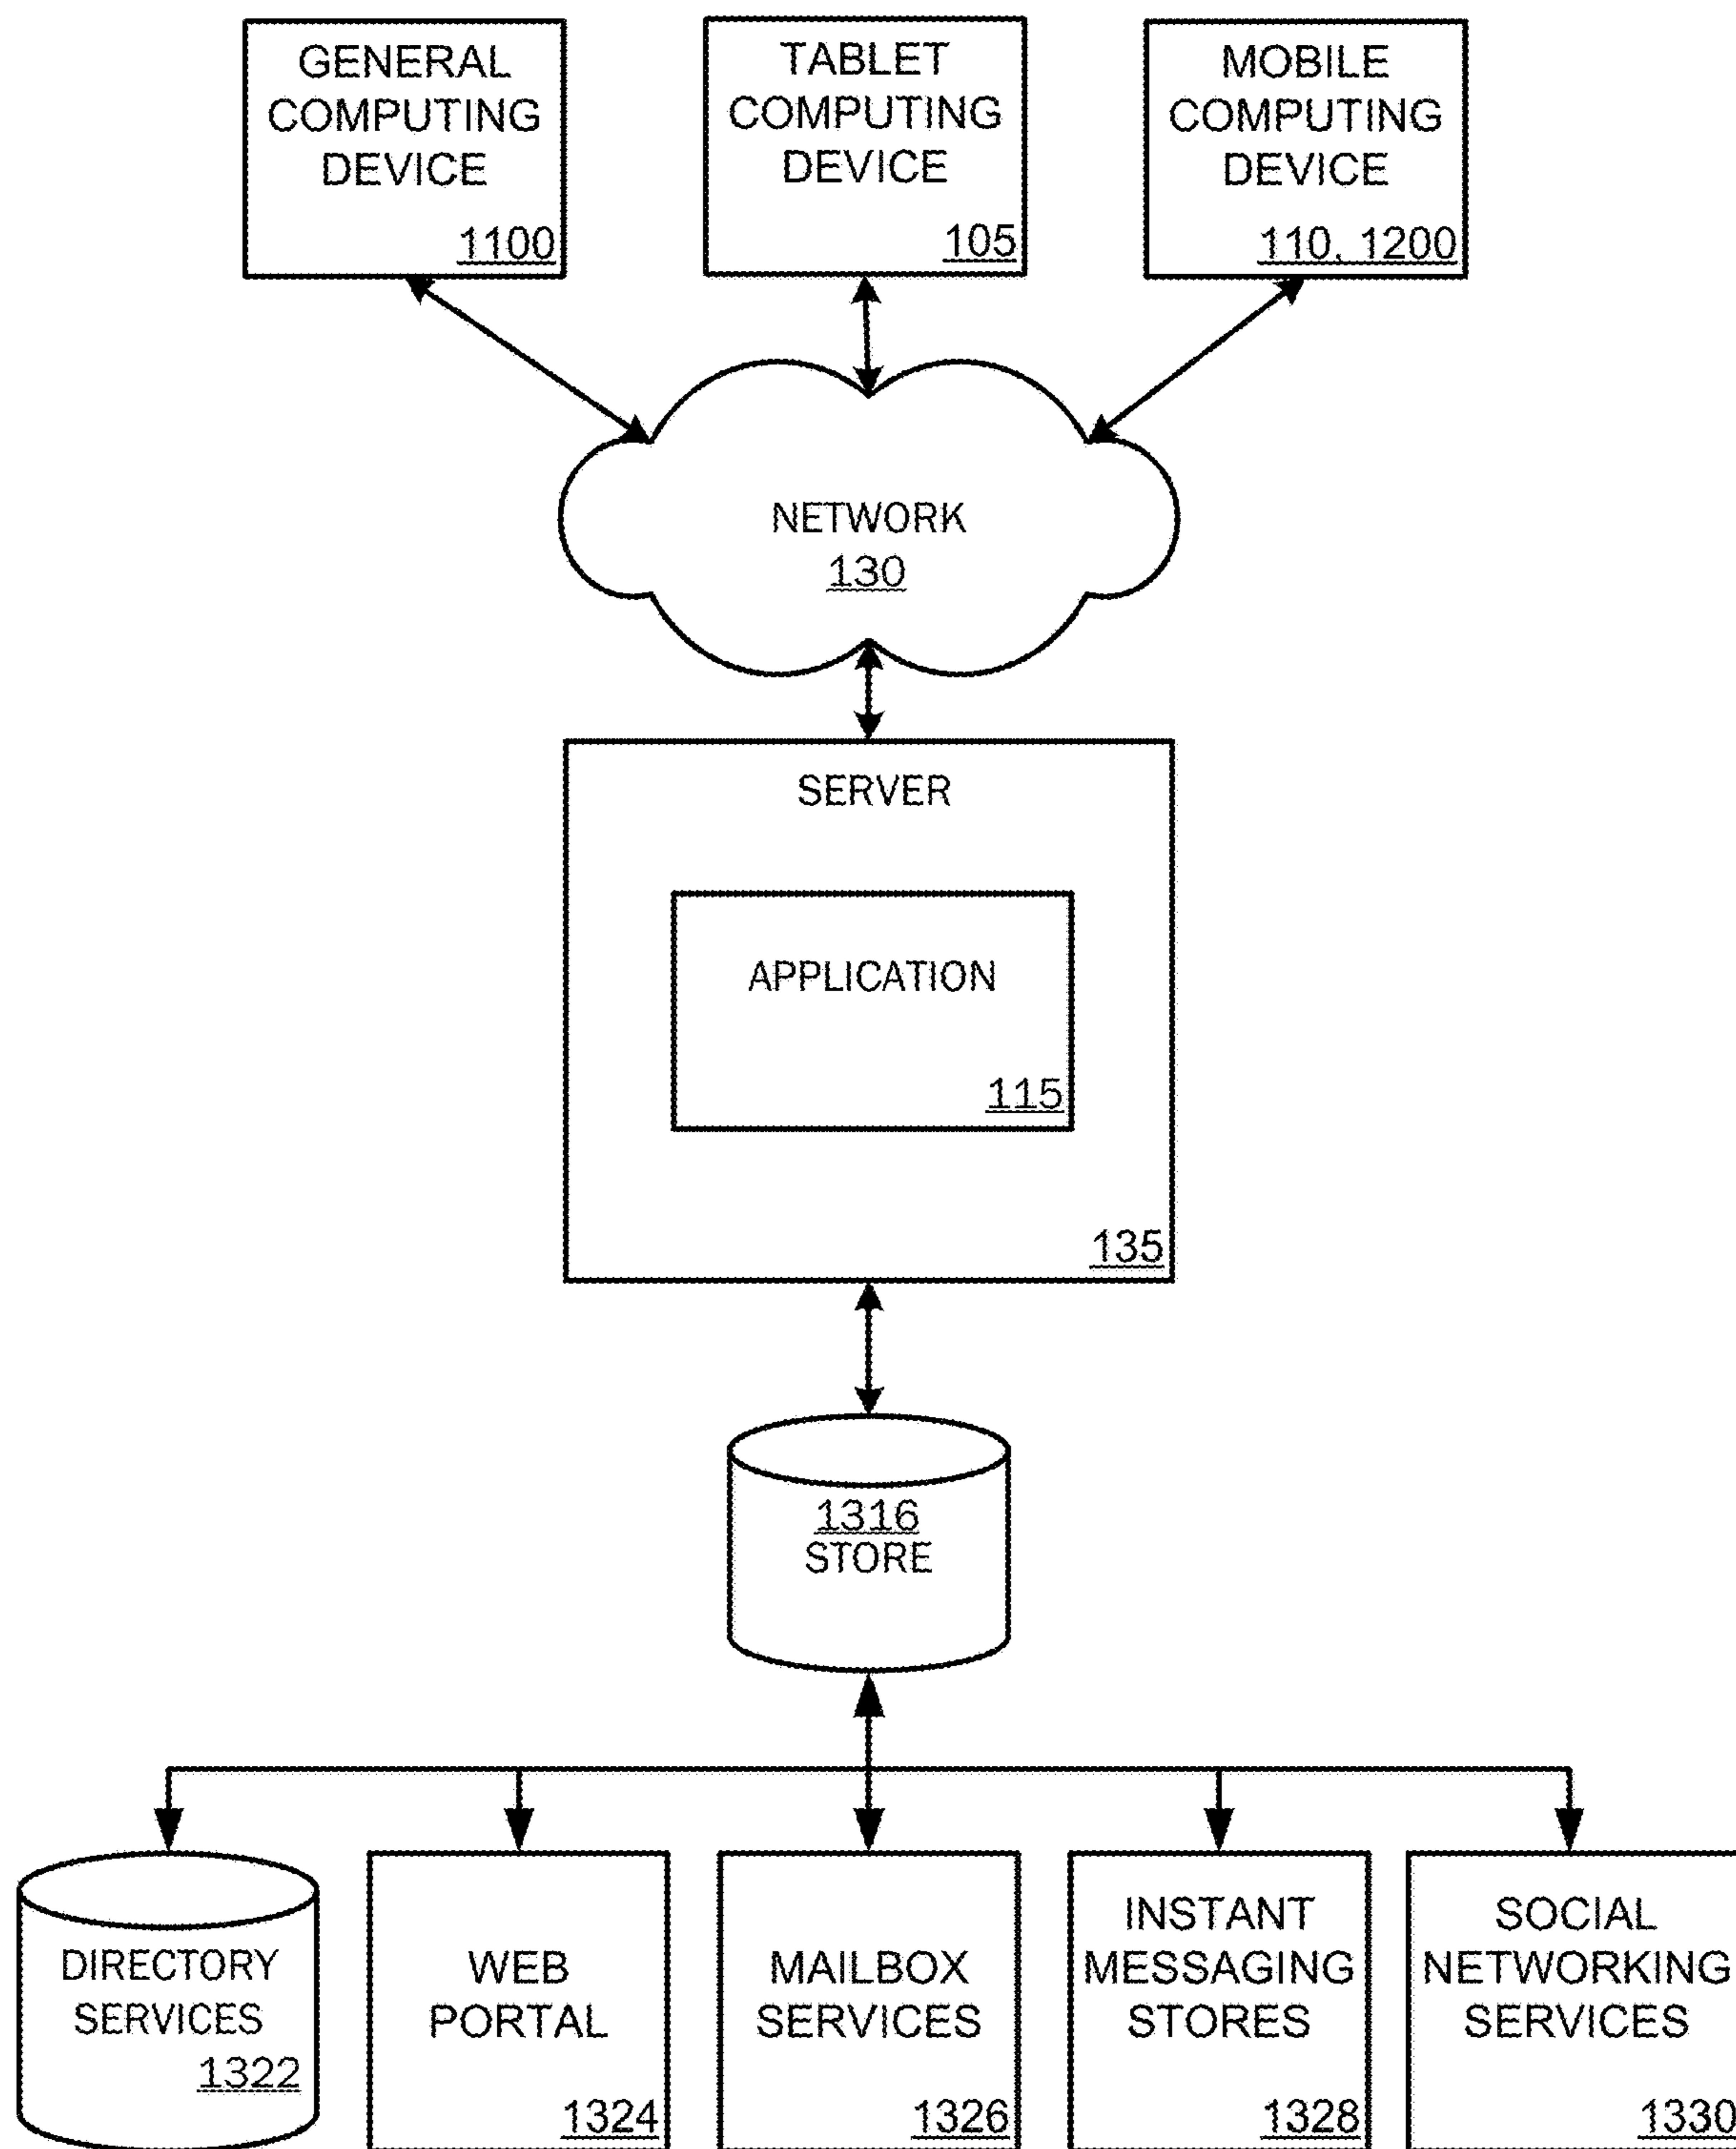 GENERAL
COMPUTING
DEVICE
1100
TABLET
COMPUTING
DEVICE
105
MOBILE
COMPUTING
DEVICE
110, 1200
NETWORK
130
SERVER
APPLICATION
115
135
1316
STORE
DIRECTORY
SERVICES
1322
WEB
PORTAL
1324
MAILBOX
SERVICES
1326
INSTANT
MESSAGING
STORES
1328
SOCIAL
NETWORKING
SERVICES
1330